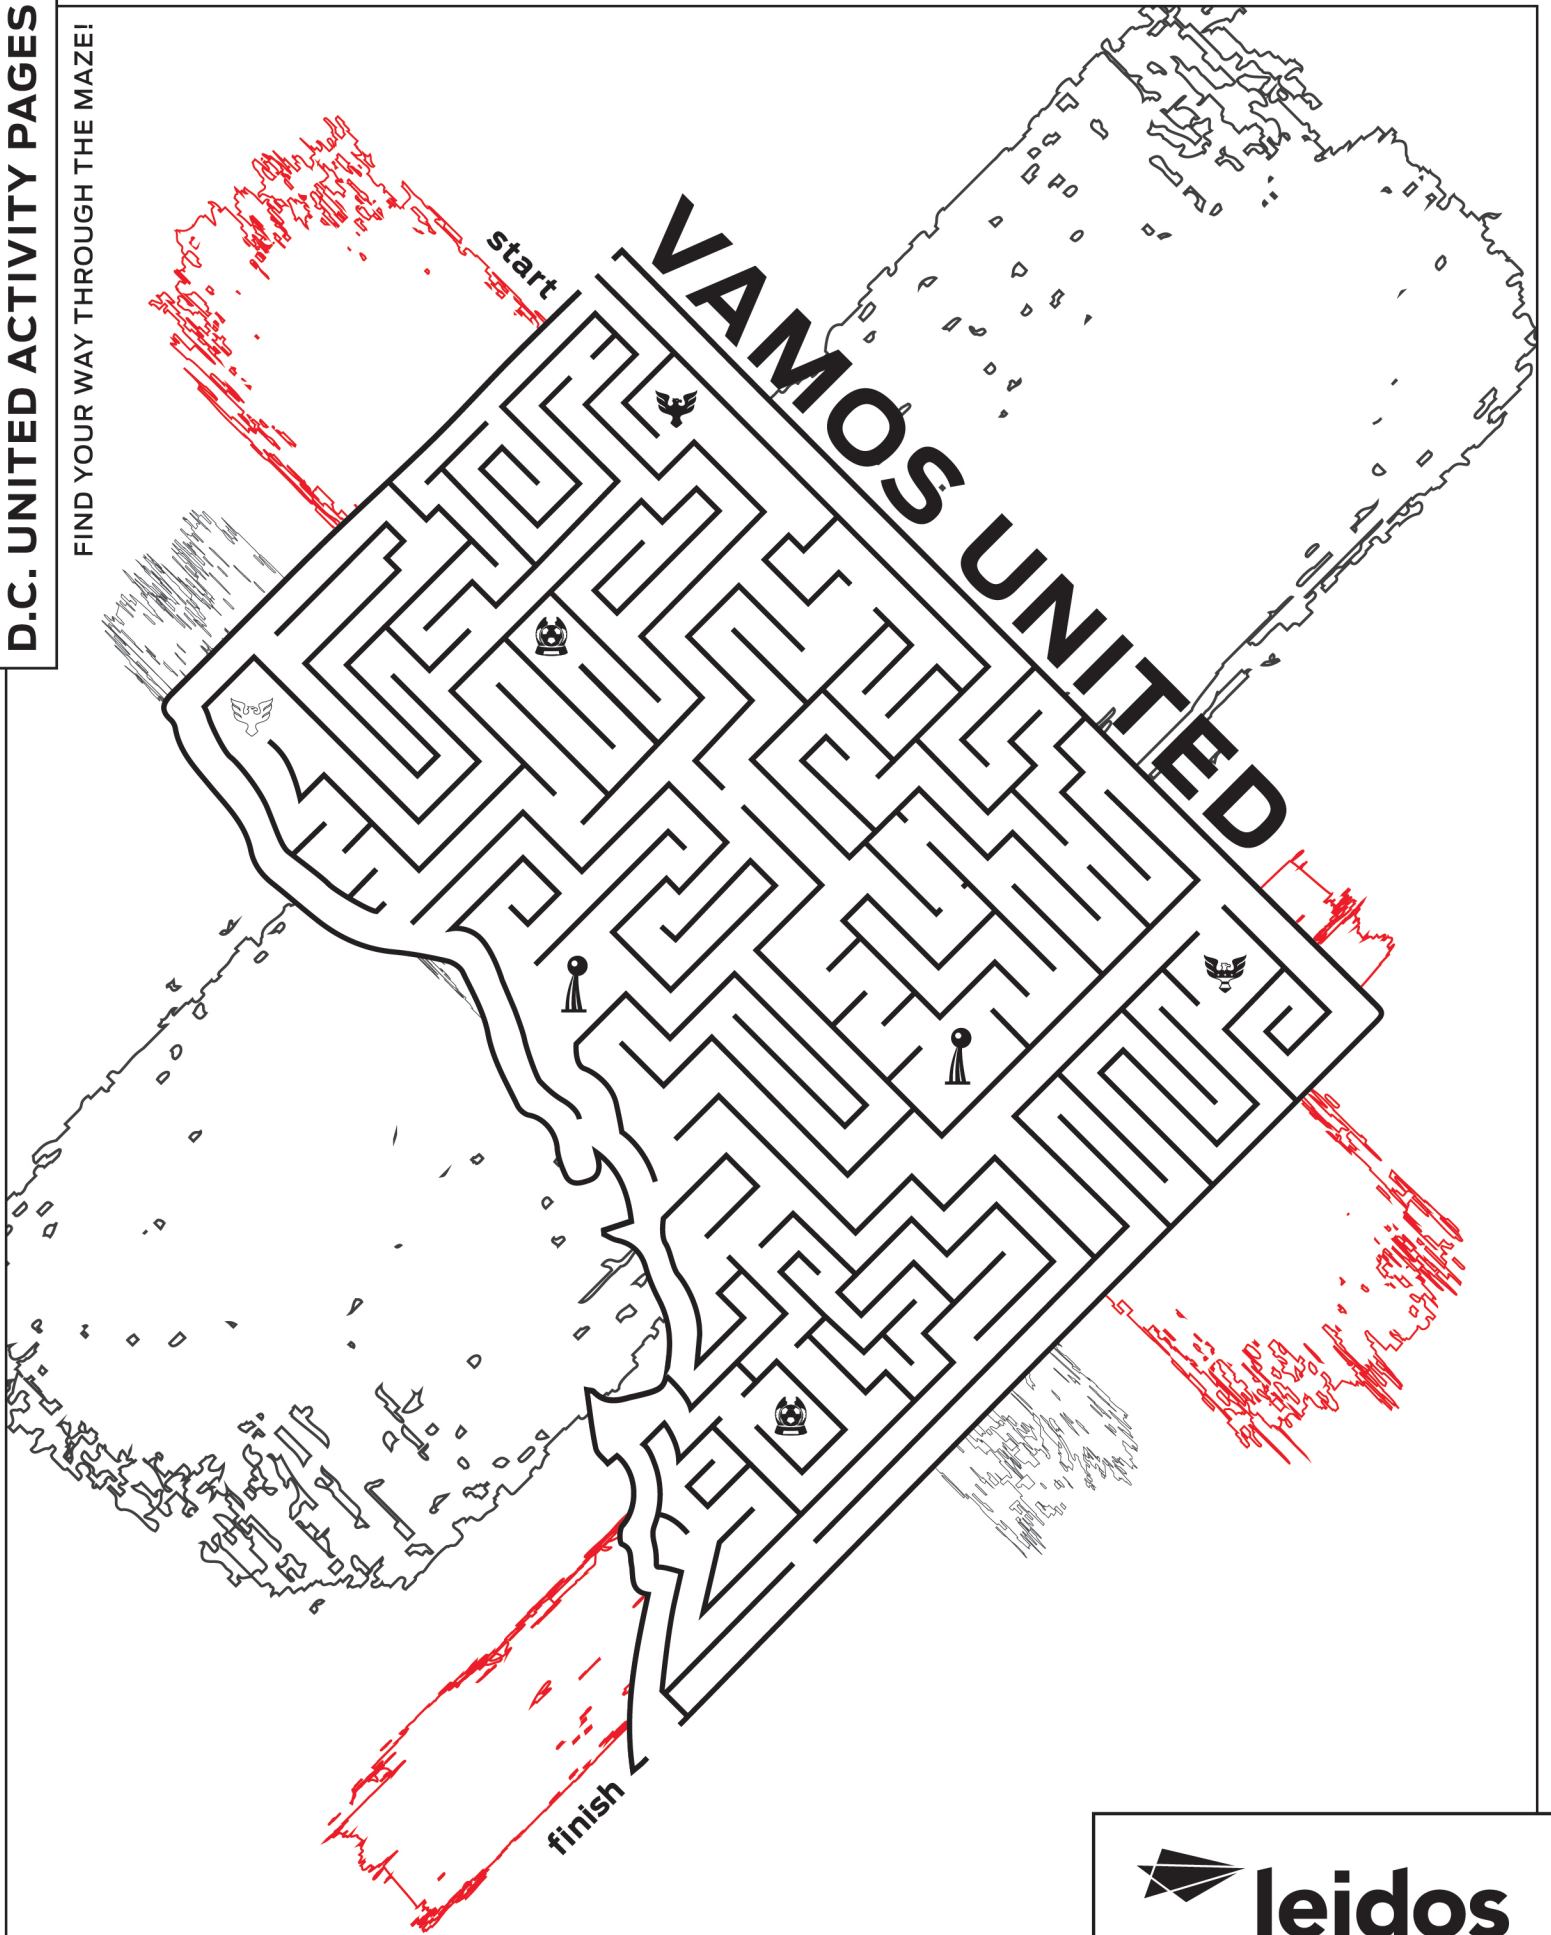 D.C. UNITED ACTIVITY PAGES
FIND YOUR WAY THROUGH THE MAZE!
start
VAMOS UNITED
finish
leidos